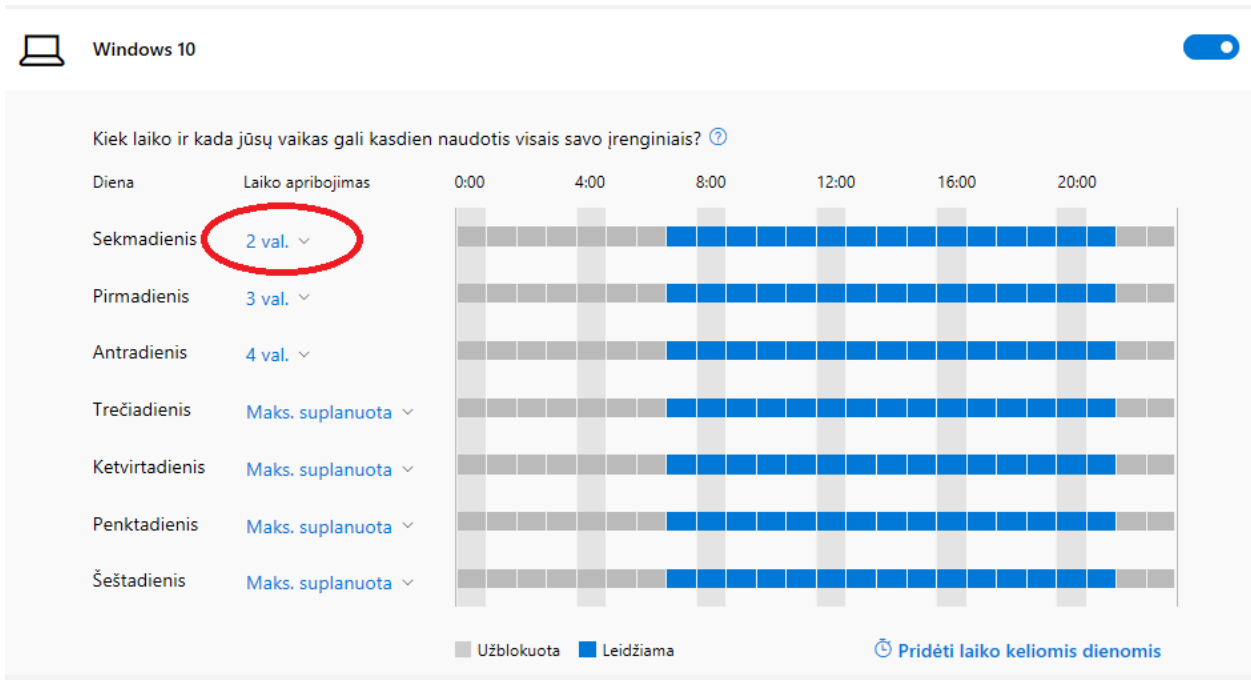 Windows 10
Kiek laiko ir kada jūsų vaikas gali kasdien naudotis visais savo įrenginiais?
Diena Laiko apribojimas 0:00 4:00 8:00 12:00 16:00 20:00
Sekmadienis 2 val.
Pirmadienis 3 val.
Antradienis 4 val.
Trečiadienis Maks. suplanuota
Ketvirtadienis Maks. suplanuota
Penktadienis Maks. suplanuota
Šeštadienis Maks. suplanuota
Užblokuota Leidžiama Pridėti laiko keliomis dienomis